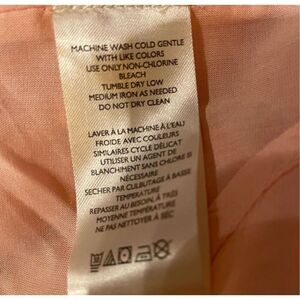 MACHINE WASH COLD GENTLE
WITH LIKE COLORS
USE ONLY NON-CHLORINE
BLEACH
TUMBLE DRY LOW
MEDIUM IRON AS NEEDED
DO NOT DRY CLEAN
LAVER À LA MACHINE À L'EAU
FROIDE AVEC COULEURS
SIMILAIRES CYCLE DÉLICAT
UTILISER UN AGENT DE
BLANCHIMENT SANS CHLORE SI
NÉCESSAIRE
SECHER PAR CULBUTAGE À BASSE
TEMPÉRATURE
REPASSER AU BESOIN, À TRÈS
MOYENNE TEMPÉRATURE
NE PAS NETTOYER À SEC